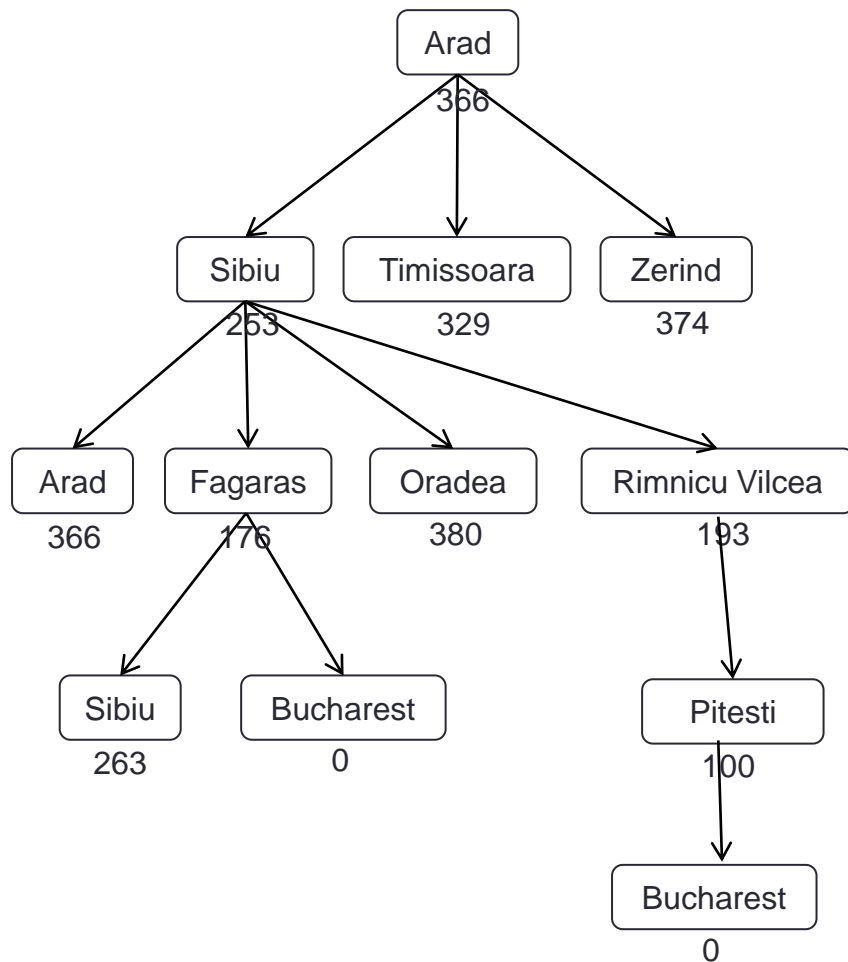 Arad
366
Sibiu
Timissoara
Zerind
253
329
374
Arad
Fagaras
Oradea
Rimnicu Vilcea
366
176
380
193
Sibiu
Bucharest
Pitesti
263
0
100
Bucharest
0